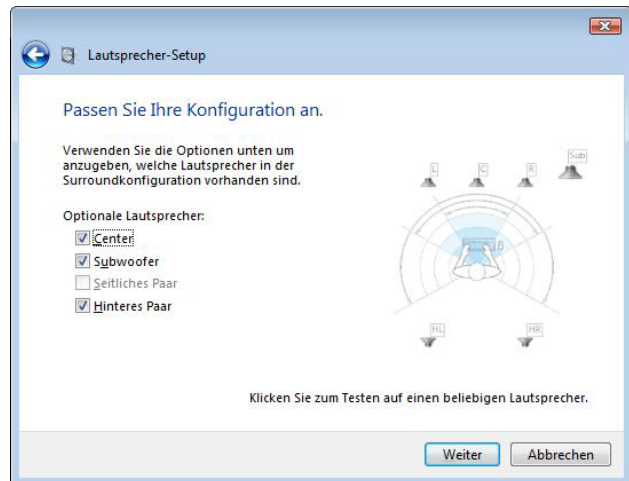 Lautsprecher-Setup
Passen Sie Ihre Konfiguration an.
Verwenden Sie die Optionen unten um
anzugeben, welche Lautsprecher in der
Surroundkonfiguration vorhanden sind.
Optionale Lautsprecher:
Center
Subwoofer
Seitliches Paar
Hinteres Paar
L C R Sub
HL HR
Klicken Sie zum Testen auf einen beliebigen Lautsprecher.
Weiter Abbrechen